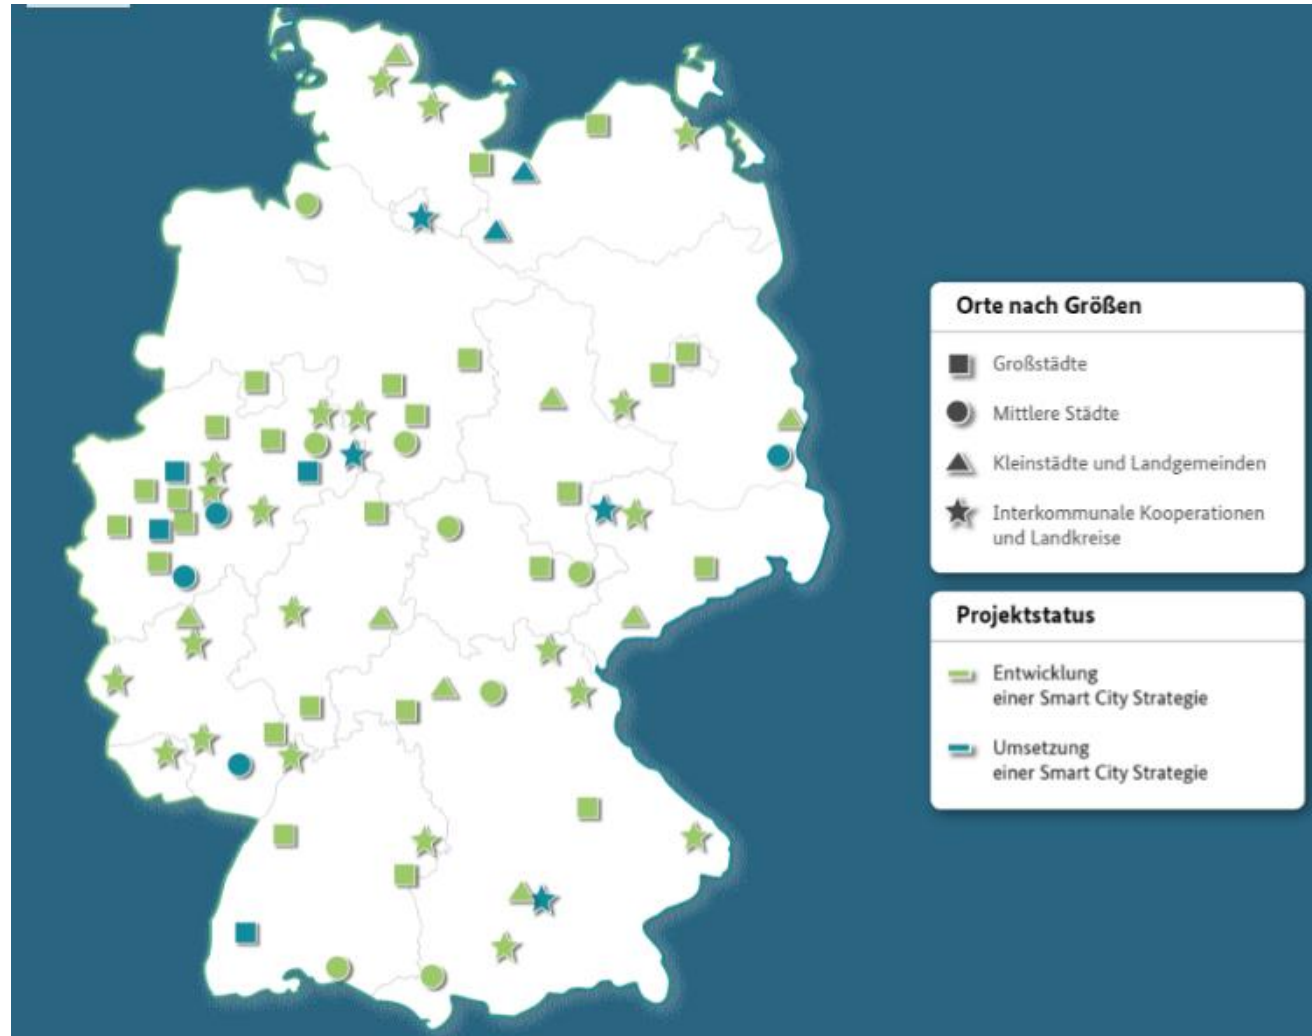 Orte nach Größen
Großstädte
Mittlere Städte
Kleinstädte und Landgemeinden
Interkommunale Kooperationen
und Landkreise
Projektstatus
Entwicklung
einer Smart City Strategie
Umsetzung
einer Smart City Strategie